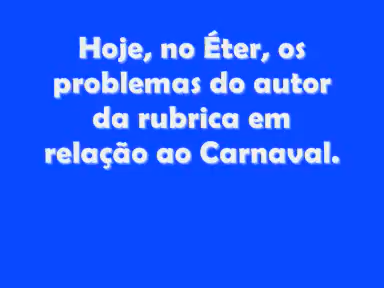 Hoje, no Éter, os
problemas do autor
da rubrica em
relação ao Carnaval.